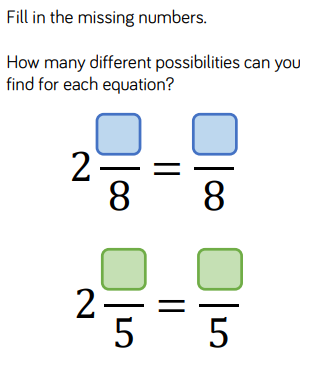 Fill in the missing numbers.
How many different possibilities can you
find for each equation?
2 □/8 = □/8
2 □/5 = □/5